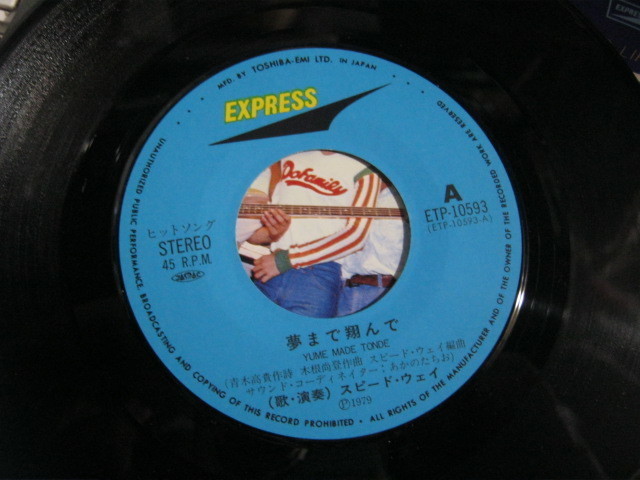 MFD. BY TOSHIBA-EMI LTD. IN JAPAN
EXPRESS
DoFamily
A
ETP-10593
(ETP-10593-A)
ヒットソング
STEREO
45 R.P.M.
夢まで翔んで
YUME MADE TONDE
(青木高貴作詩 木根尚登作曲 スピード・ウェイ編曲
サウンド・コーディネイター:あかのたちお)
(歌・演奏) スピード・ウェイ
Ⓟ1979
UNAUTHORIZED PUBLIC PERFORMANCE, BROADCASTING AND COPYING OF THIS RECORD PROHIBITED · ALL RIGHTS OF THE MANUFACTURER AND OF THE OWNER OF THE RECORDED WORK ARE RESERVED